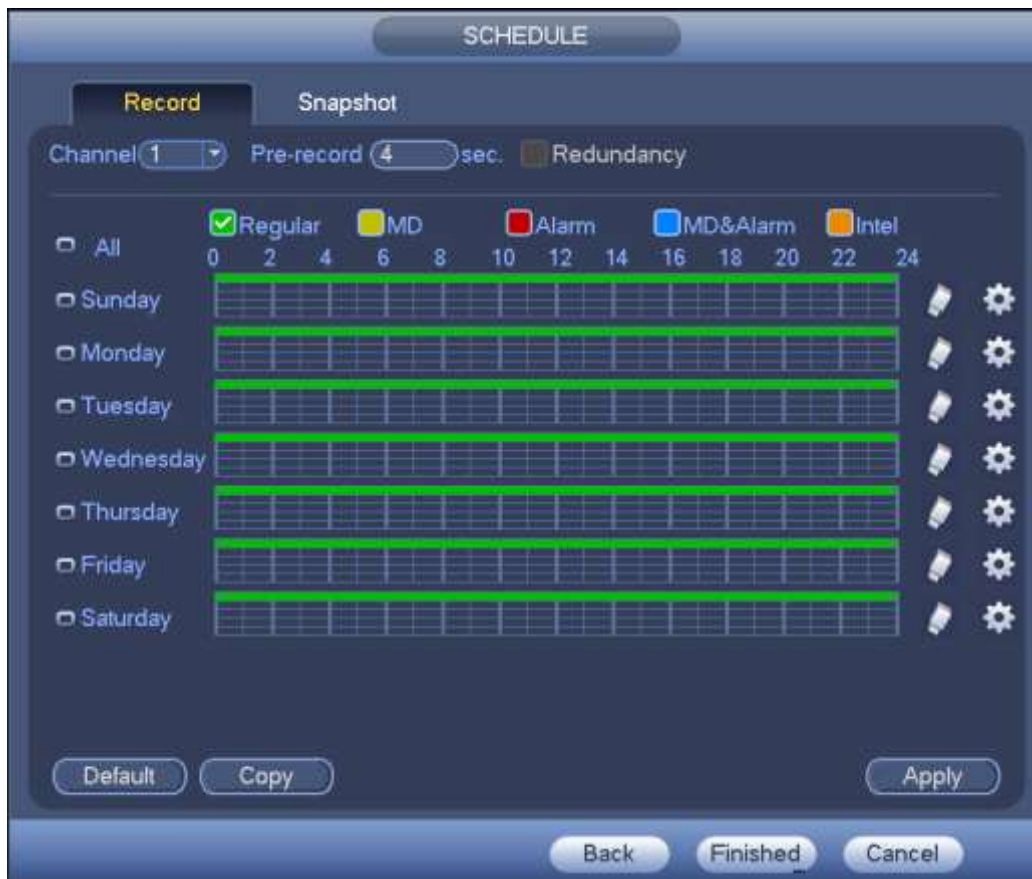 SCHEDULE
Record Snapshot
Channel 1 Pre-record 4 sec. Redundancy
Regular MD Alarm MD&Alarm Intel
All 0 2 4 6 8 10 12 14 16 18 20 22 24
Sunday
Monday
Tuesday
Wednesday
Thursday
Friday
Saturday
Default Copy Apply
Back Finished Cancel